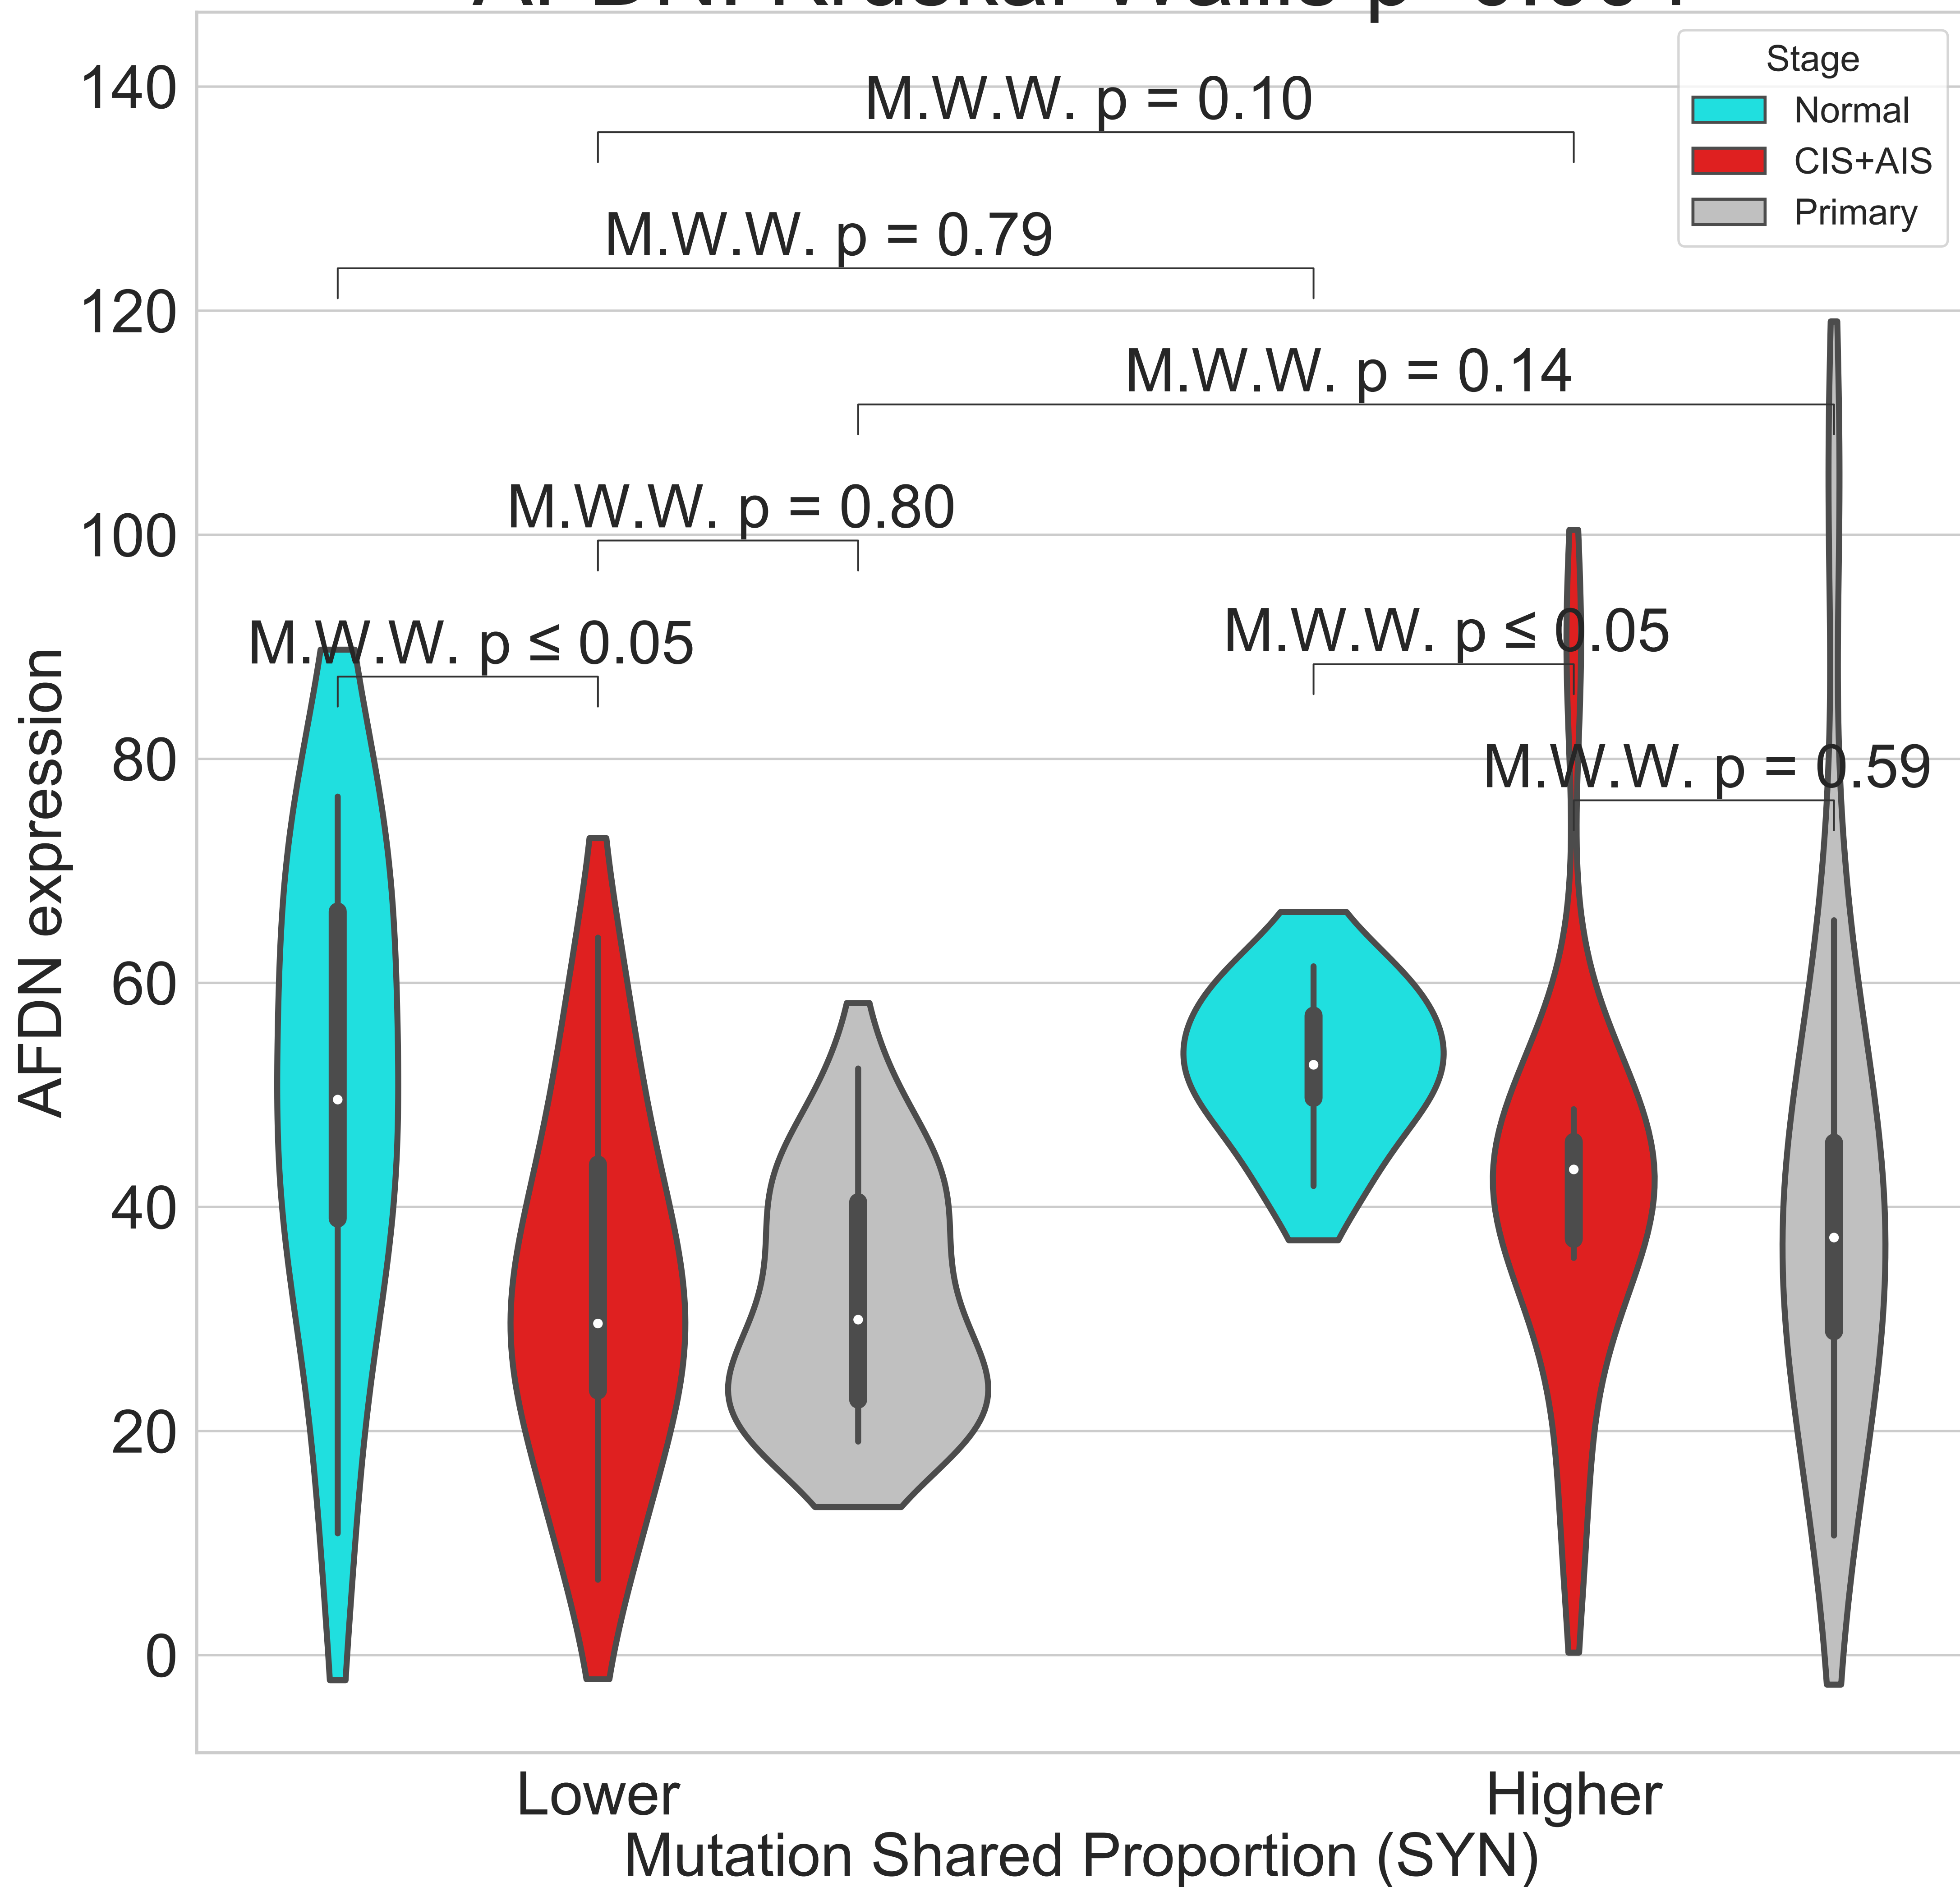 Stage
Normal
CIS+AIS
Primary
140
120
100
80
60
40
20
0
AFDN expression
M.W.W. p = 0.10
M.W.W. p = 0.79
M.W.W. p = 0.14
M.W.W. p = 0.80
M.W.W. p ≤ 0.05
M.W.W. p ≤ 0.05
M.W.W. p = 0.59
Lower
Higher
Mutation Shared Proportion (SYN)